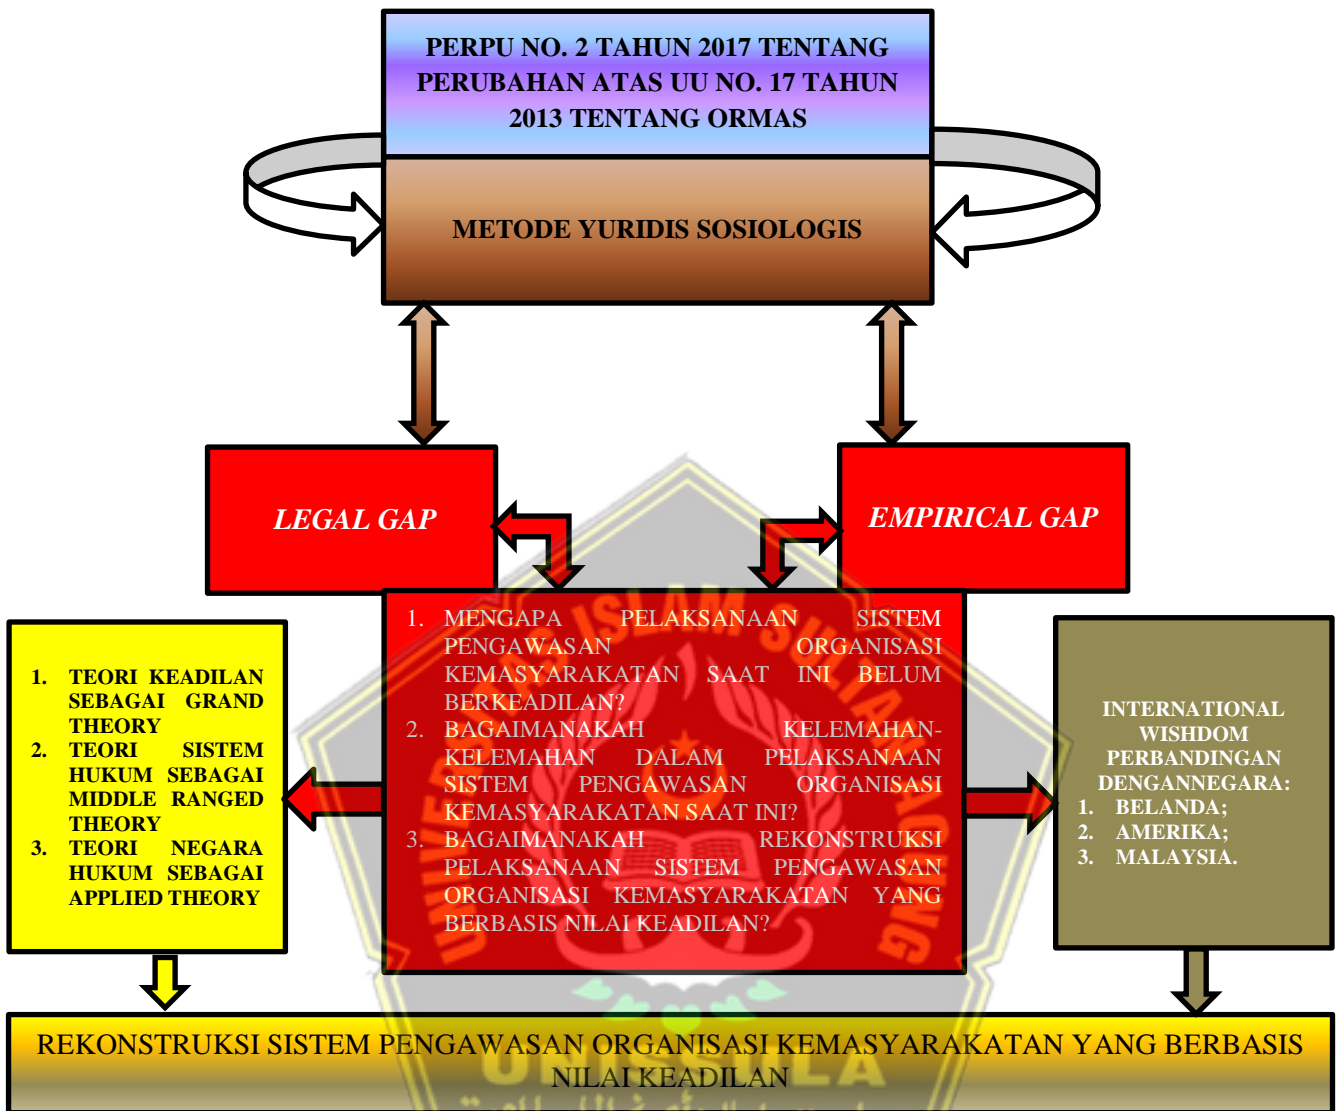 PERPU NO. 2 TAHUN 2017 TENTANG
PERUBAHAN ATAS UU NO. 17 TAHUN
2013 TENTANG ORMAS
METODE YURIDIS SOSIOLOGIS
LEGAL GAP
EMPIRICAL GAP
1. MENGAPA PELAKSANAAN SISTEM
PENGAWASAN ORGANISASI
KEMASYARAKATAN SAAT INI BELUM
BERKEADILAN?
2. BAGAIMANAKAH KELEMAHAN-
KELEMAHAN DALAM PELAKSANAAN
SISTEM PENGAWASAN ORGANISASI
KEMASYARAKATAN SAAT INI?
3. BAGAIMANAKAH REKONSTRUKSI
PELAKSANAAN SISTEM PENGAWASAN
ORGANISASI KEMASYARAKATAN YANG
BERBASIS NILAI KEADILAN?
1. TEORI KEADILAN
SEBAGAI GRAND
THEORY
2. TEORI SISTEM
HUKUM SEBAGAI
MIDDLE RANGED
THEORY
3. TEORI NEGARA
HUKUM SEBAGAI
APPLIED THEORY
INTERNATIONAL
WISHDOM
PERBANDINGAN
DENGANNEGARA:
1. BELANDA;
2. AMERIKA;
3. MALAYSIA.
REKONSTRUKSI SISTEM PENGAWASAN ORGANISASI KEMASYARAKATAN YANG BERBASIS
NILAI KEADILAN
UNIVERSITAS ISLAM SULTAN AGUNG
UNISSULA